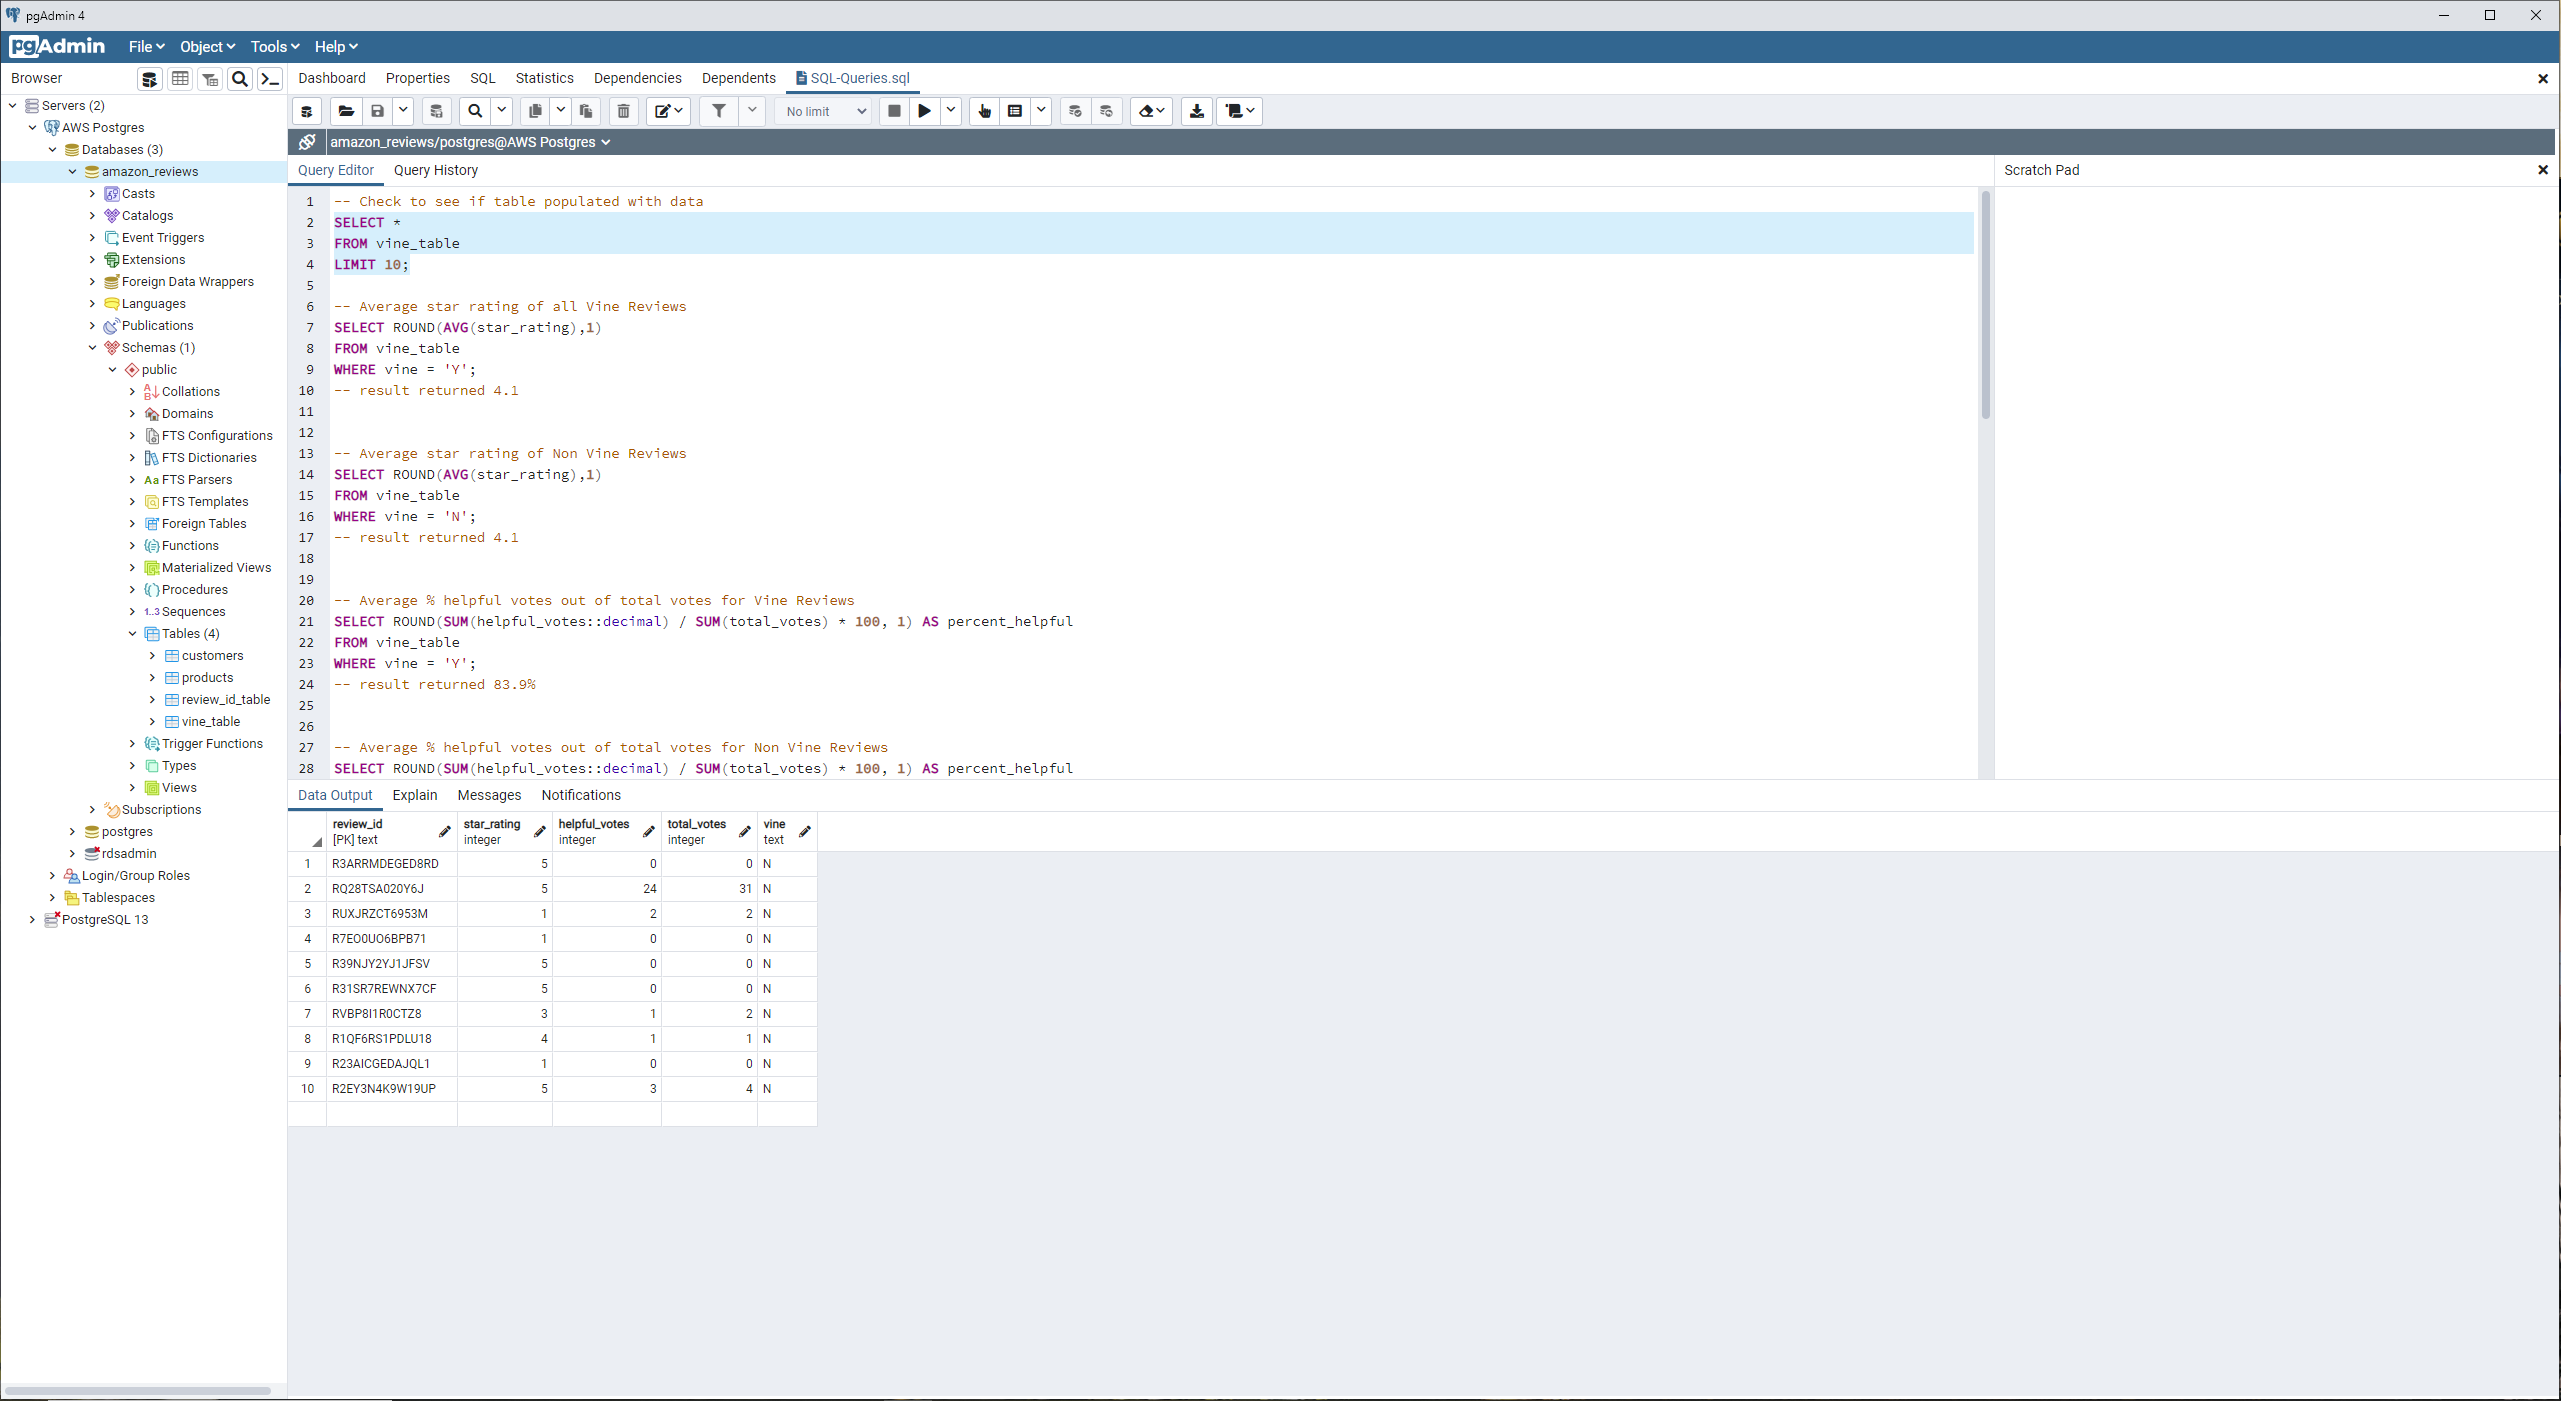 pgAdmin 4
pgAdmin File Object Tools Help
Browser
Dashboard Properties SQL Statistics Dependencies Dependents SQL-Queries.sql
No limit
amazon_reviews/postgres@AWS Postgres
Query Editor Query History
Scratch Pad
Servers (2)
AWS Postgres
Databases (3)
amazon_reviews
Casts
Catalogs
Event Triggers
Extensions
Foreign Data Wrappers
Languages
Publications
Schemas (1)
public
Collations
Domains
FTS Configurations
FTS Dictionaries
Aa FTS Parsers
FTS Templates
Foreign Tables
Functions
Materialized Views
Procedures
1..3 Sequences
Tables (4)
customers
products
review_id_table
vine_table
Trigger Functions
Types
Views
Subscriptions
postgres
rdsadmin
Login/Group Roles
Tablespaces
PostgreSQL 13
1 -- Check to see if table populated with data
2 SELECT *
3 FROM vine_table
4 LIMIT 10;
5
6 -- Average star rating of all Vine Reviews
7 SELECT ROUND(AVG(star_rating),1)
8 FROM vine_table
9 WHERE vine = 'Y';
10 -- result returned 4.1
11
12
13 -- Average star rating of Non Vine Reviews
14 SELECT ROUND(AVG(star_rating),1)
15 FROM vine_table
16 WHERE vine = 'N';
17 -- result returned 4.1
18
19
20 -- Average % helpful votes out of total votes for Vine Reviews
21 SELECT ROUND(SUM(helpful_votes::decimal) / SUM(total_votes) * 100, 1) AS percent_helpful
22 FROM vine_table
23 WHERE vine = 'Y';
24 -- result returned 83.9%
25
26
27 -- Average % helpful votes out of total votes for Non Vine Reviews
28 SELECT ROUND(SUM(helpful_votes::decimal) / SUM(total_votes) * 100, 1) AS percent_helpful
Data Output Explain Messages Notifications
review_id star_rating helpful_votes total_votes vine
[PK] text integer integer integer text
1 R3ARRMDEGED8RD 5 0 0 N
2 RQ28TSA020Y6J 5 24 31 N
3 RUXJRZCT6953M 1 2 2 N
4 R7EO0UO6BPB71 1 0 0 N
5 R39NJY2YJ1JFSV 5 0 0 N
6 R31SR7REWNX7CF 5 0 0 N
7 RVBP8I1R0CTZ8 3 1 2 N
8 R1QF6RS1PDLU18 4 1 1 N
9 R23AICGEDAJQL1 1 0 0 N
10 R2EY3N4K9W19UP 5 3 4 N